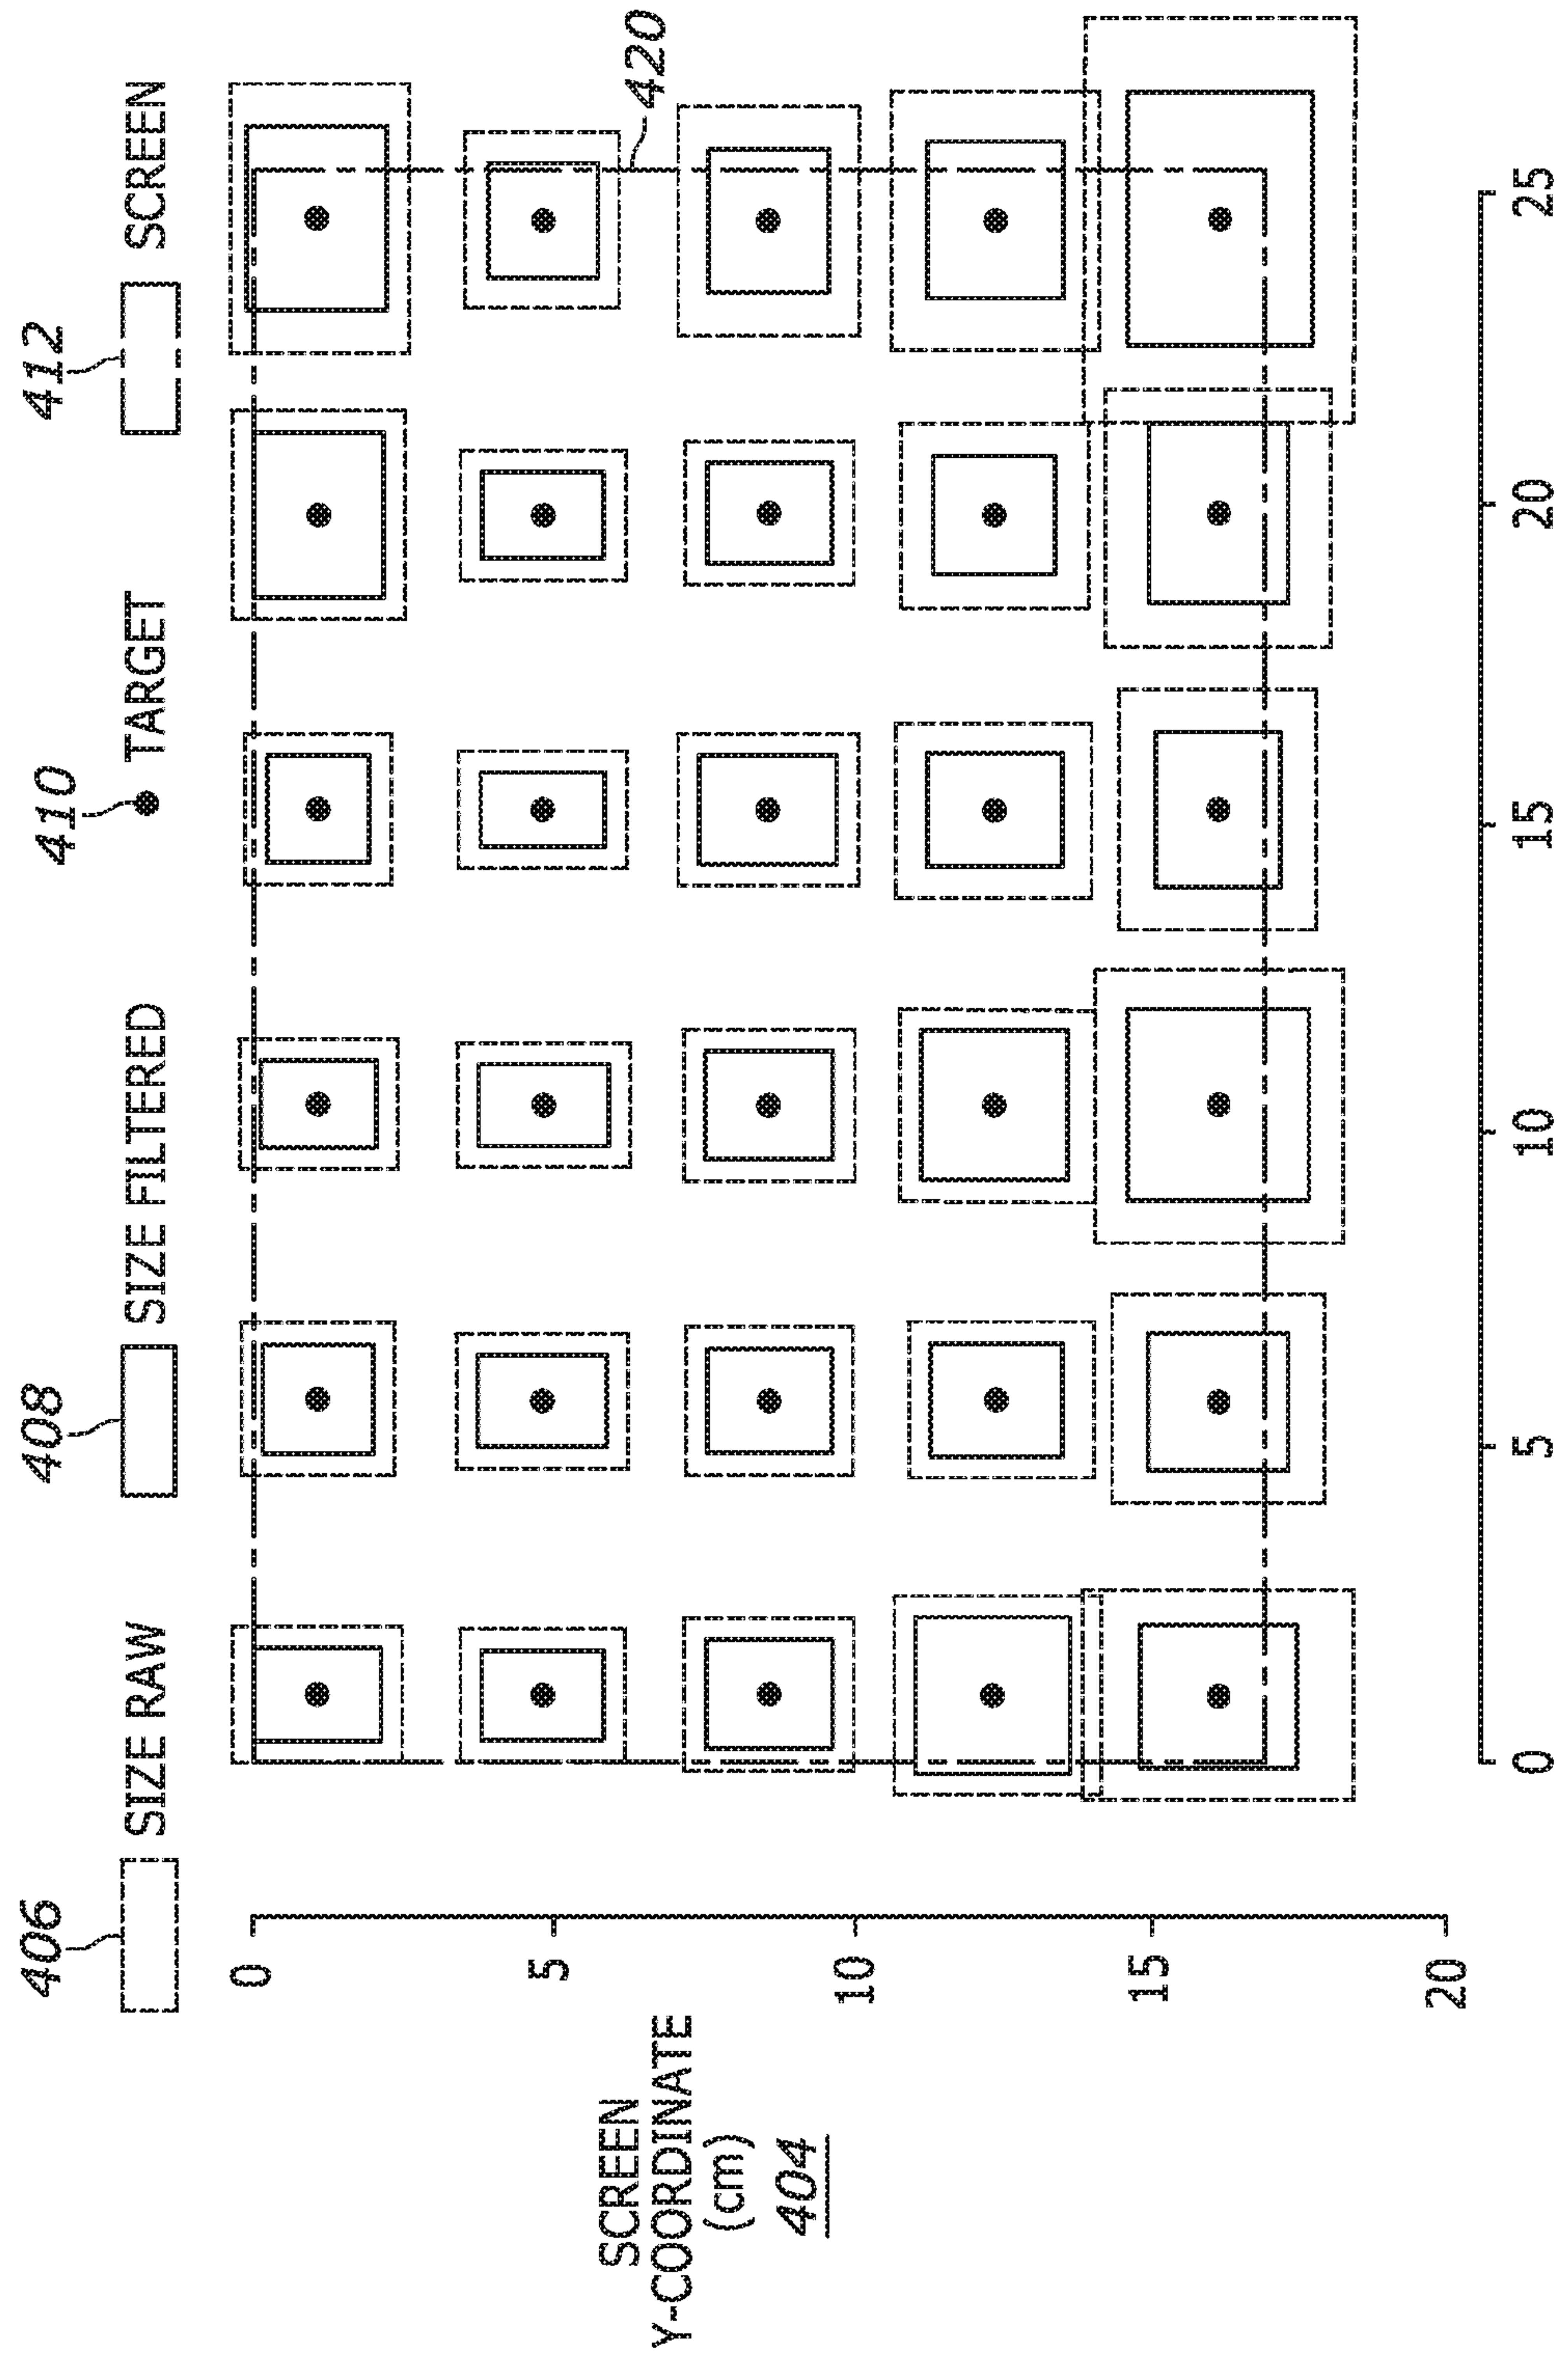 406 408 410 412
SIZE RAW SIZE FILTERED TARGET SCREEN
420
0
5
10
15
20
SCREEN
Y-COORDINATE
(cm)
404
0 5 10 15 20 25